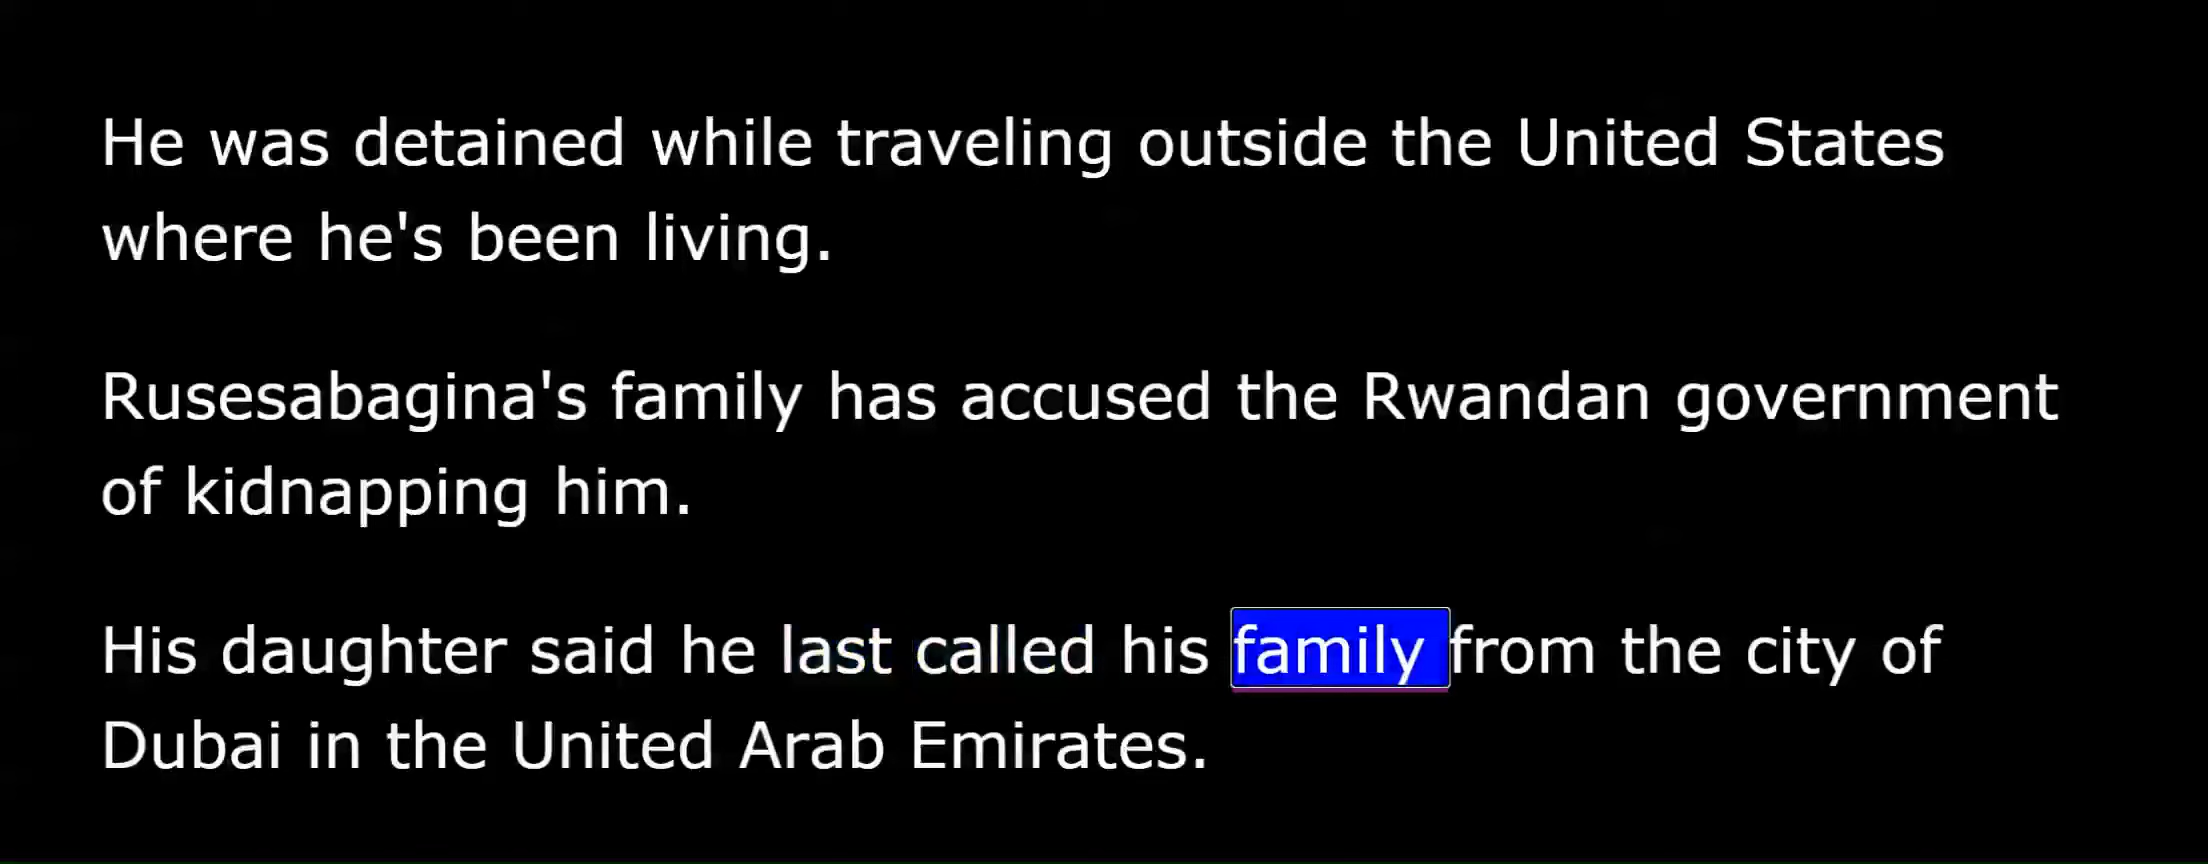 He was detained while traveling outside the United States
where he's been living.
Rusesabagina's family has accused the Rwandan government
of kidnapping him.
His daughter said he last called his family from the city of
Dubai in the United Arab Emirates.